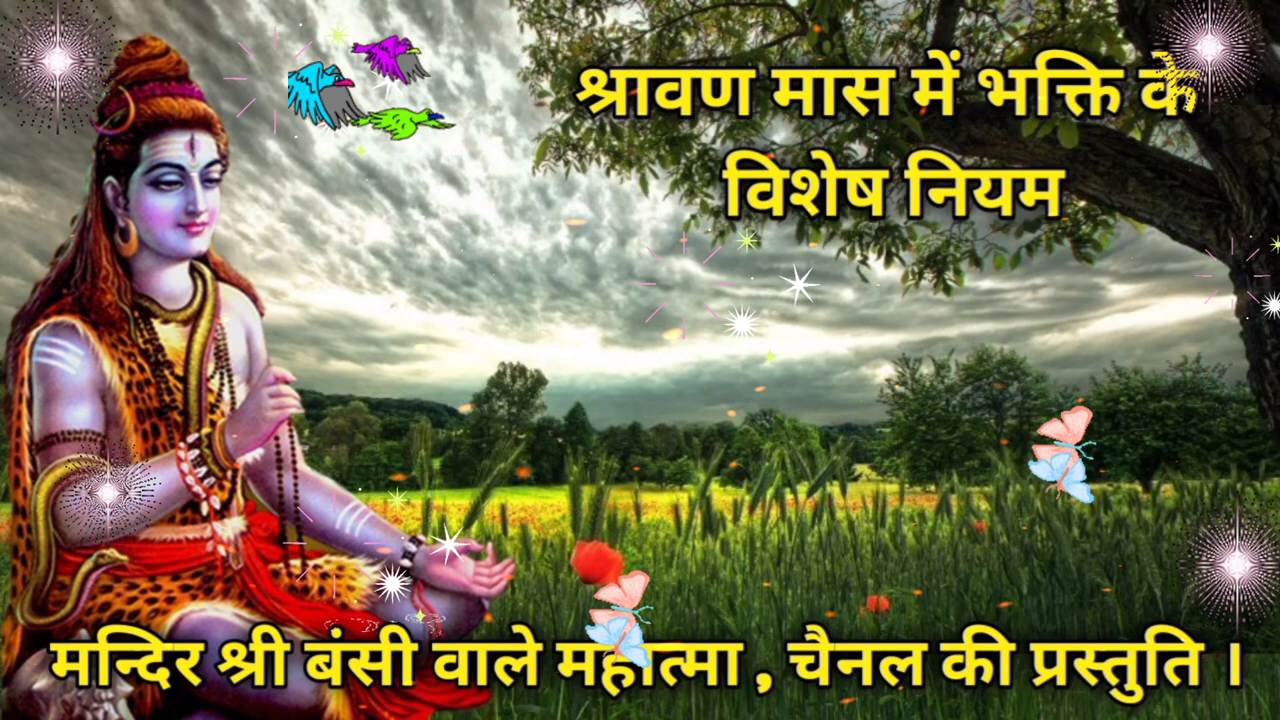 श्रावण मास में भक्ति के
विशेष नियम
मन्दिर श्री बंसी वाले महात्मा , चैनल की प्रस्तुति ।